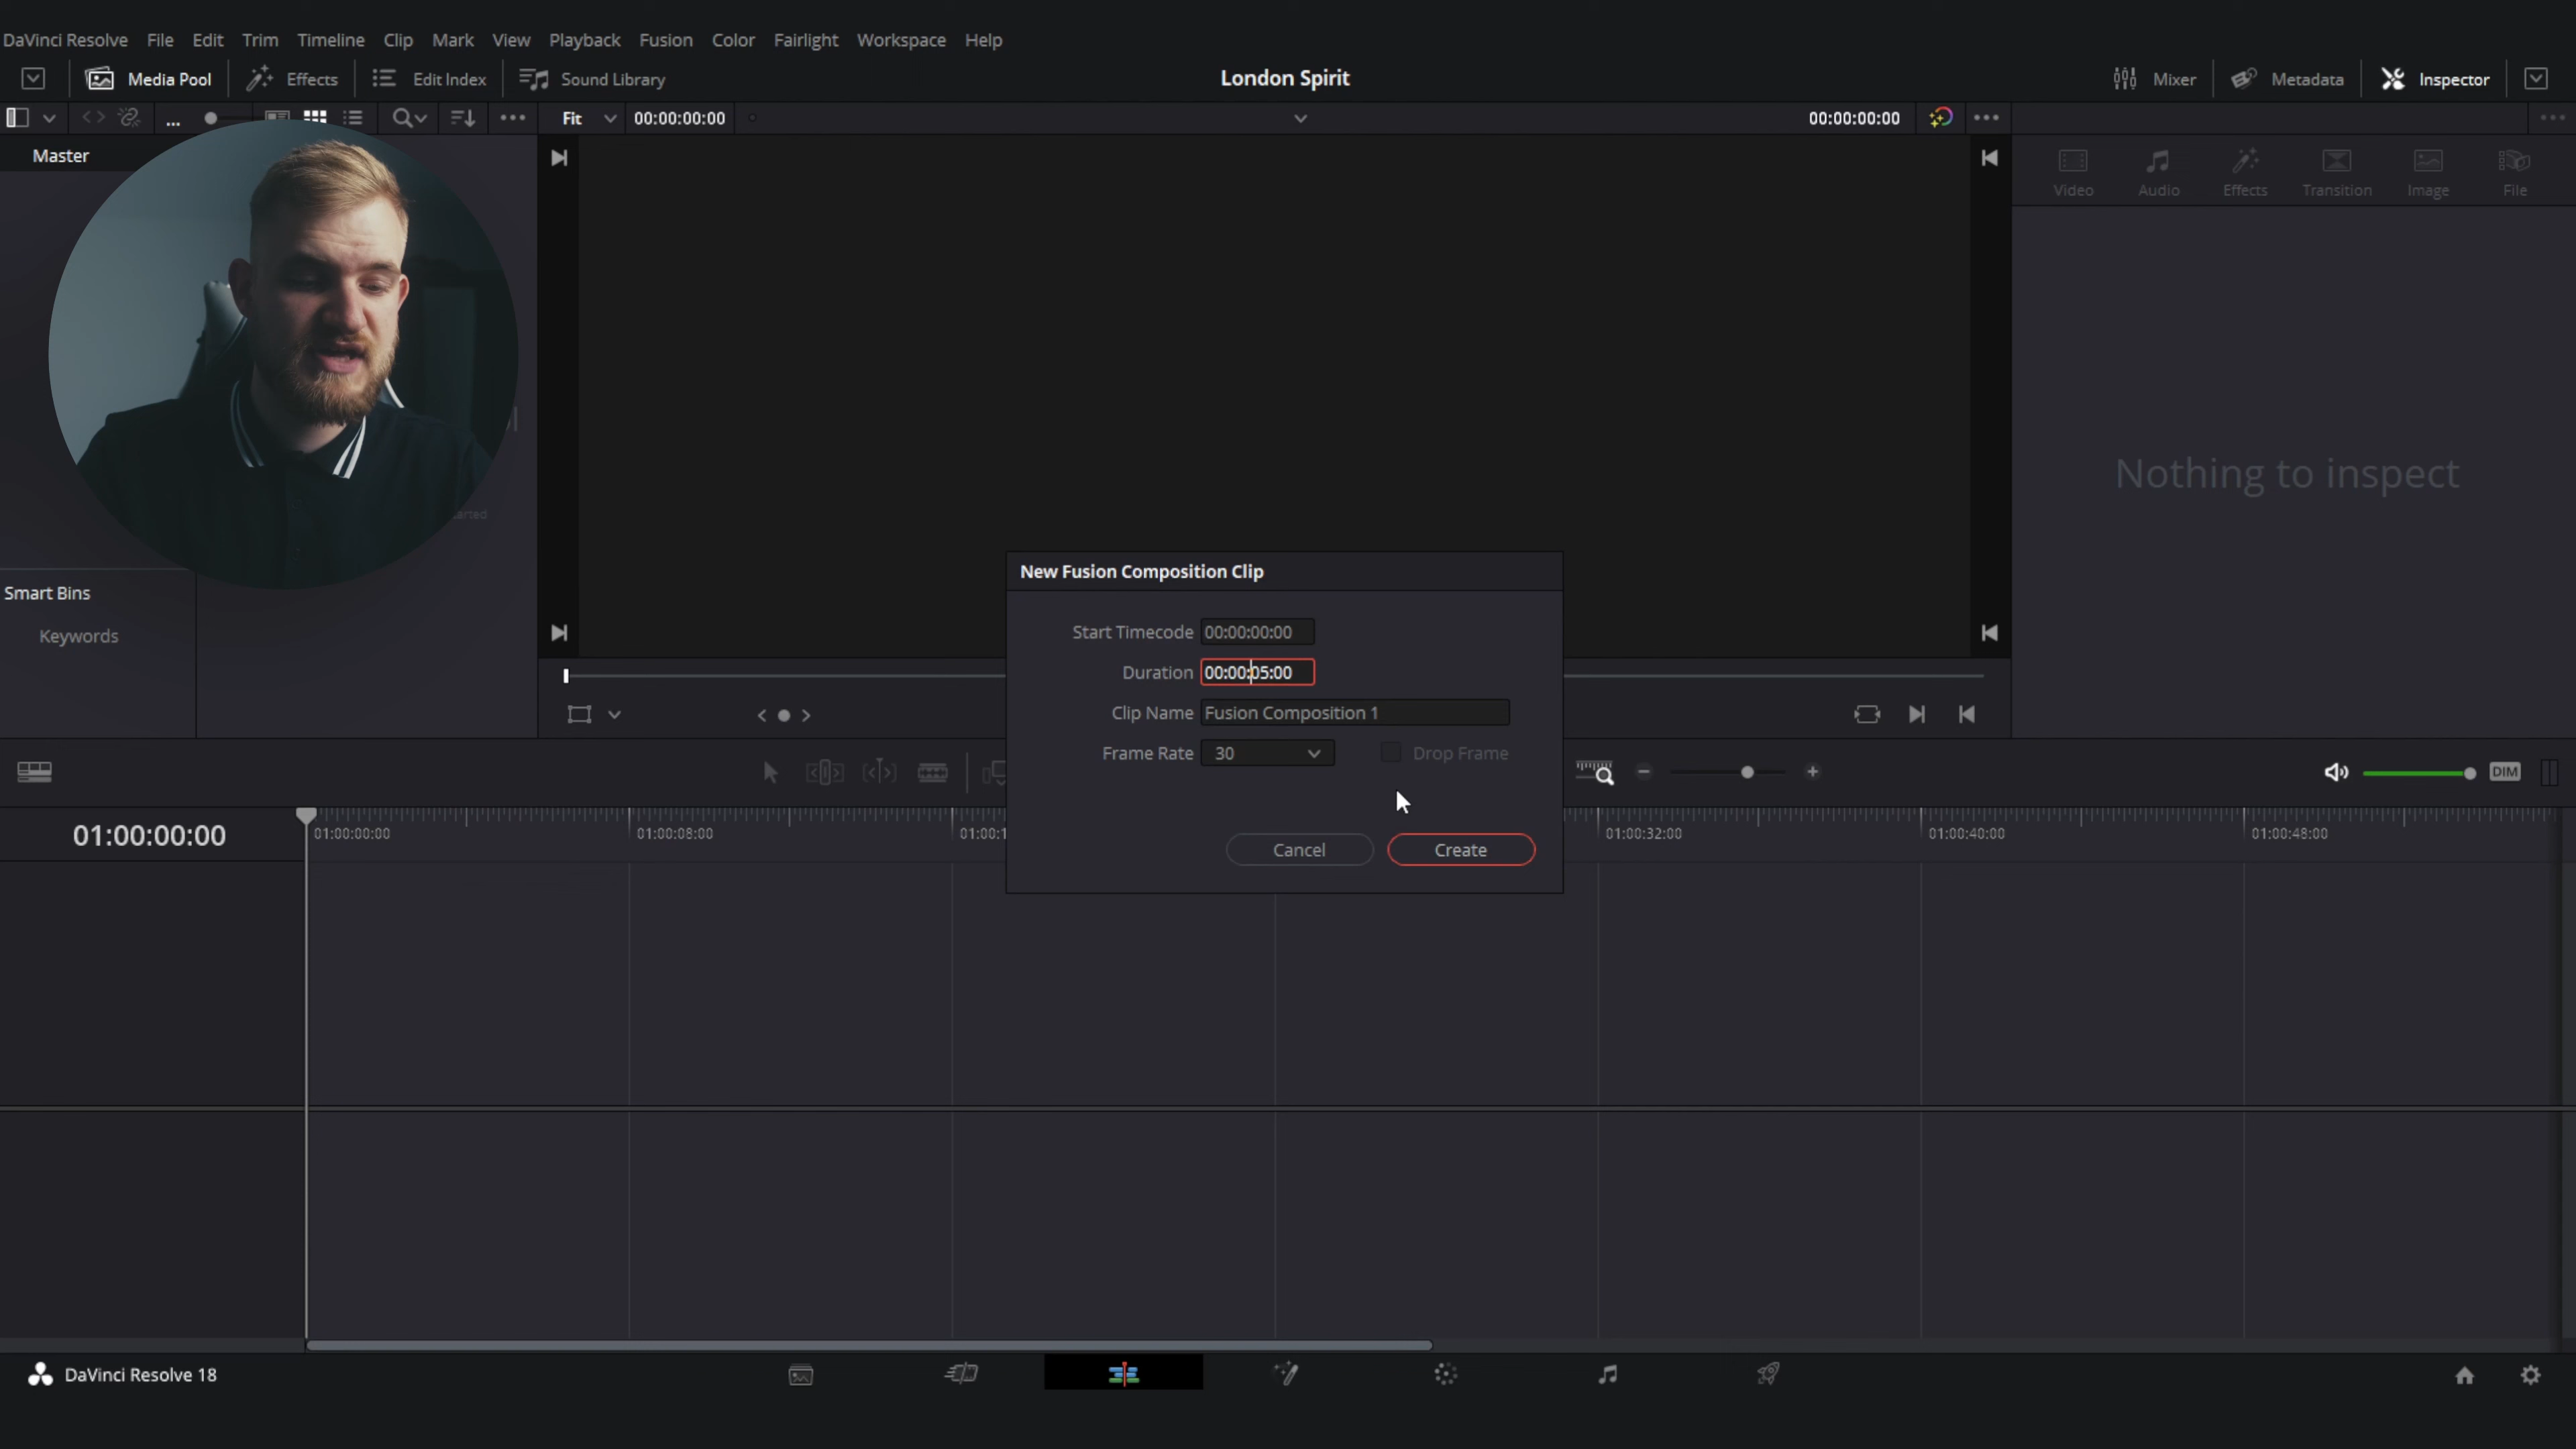 DaVinci Resolve File Edit Trim Timeline Clip Mark View Playback Fusion Color Fairlight Workspace Help
Media Pool Effects Edit Index Sound Library London Spirit Mixer Metadata Inspector
Fit 00:00:00:00 00:00:00:00
Master
Video Audio Effects Transition Image File
Nothing to inspect
Smart Bins
Keywords
New Fusion Composition Clip
Start Timecode 00:00:00:00
Duration 00:00:05:00
Clip Name Fusion Composition 1
Frame Rate 30 Drop Frame
Cancel Create
DIM
01:00:00:00 01:00:00:00 01:00:08:00 01:00:32:00 01:00:40:00 01:00:48:00
DaVinci Resolve 18